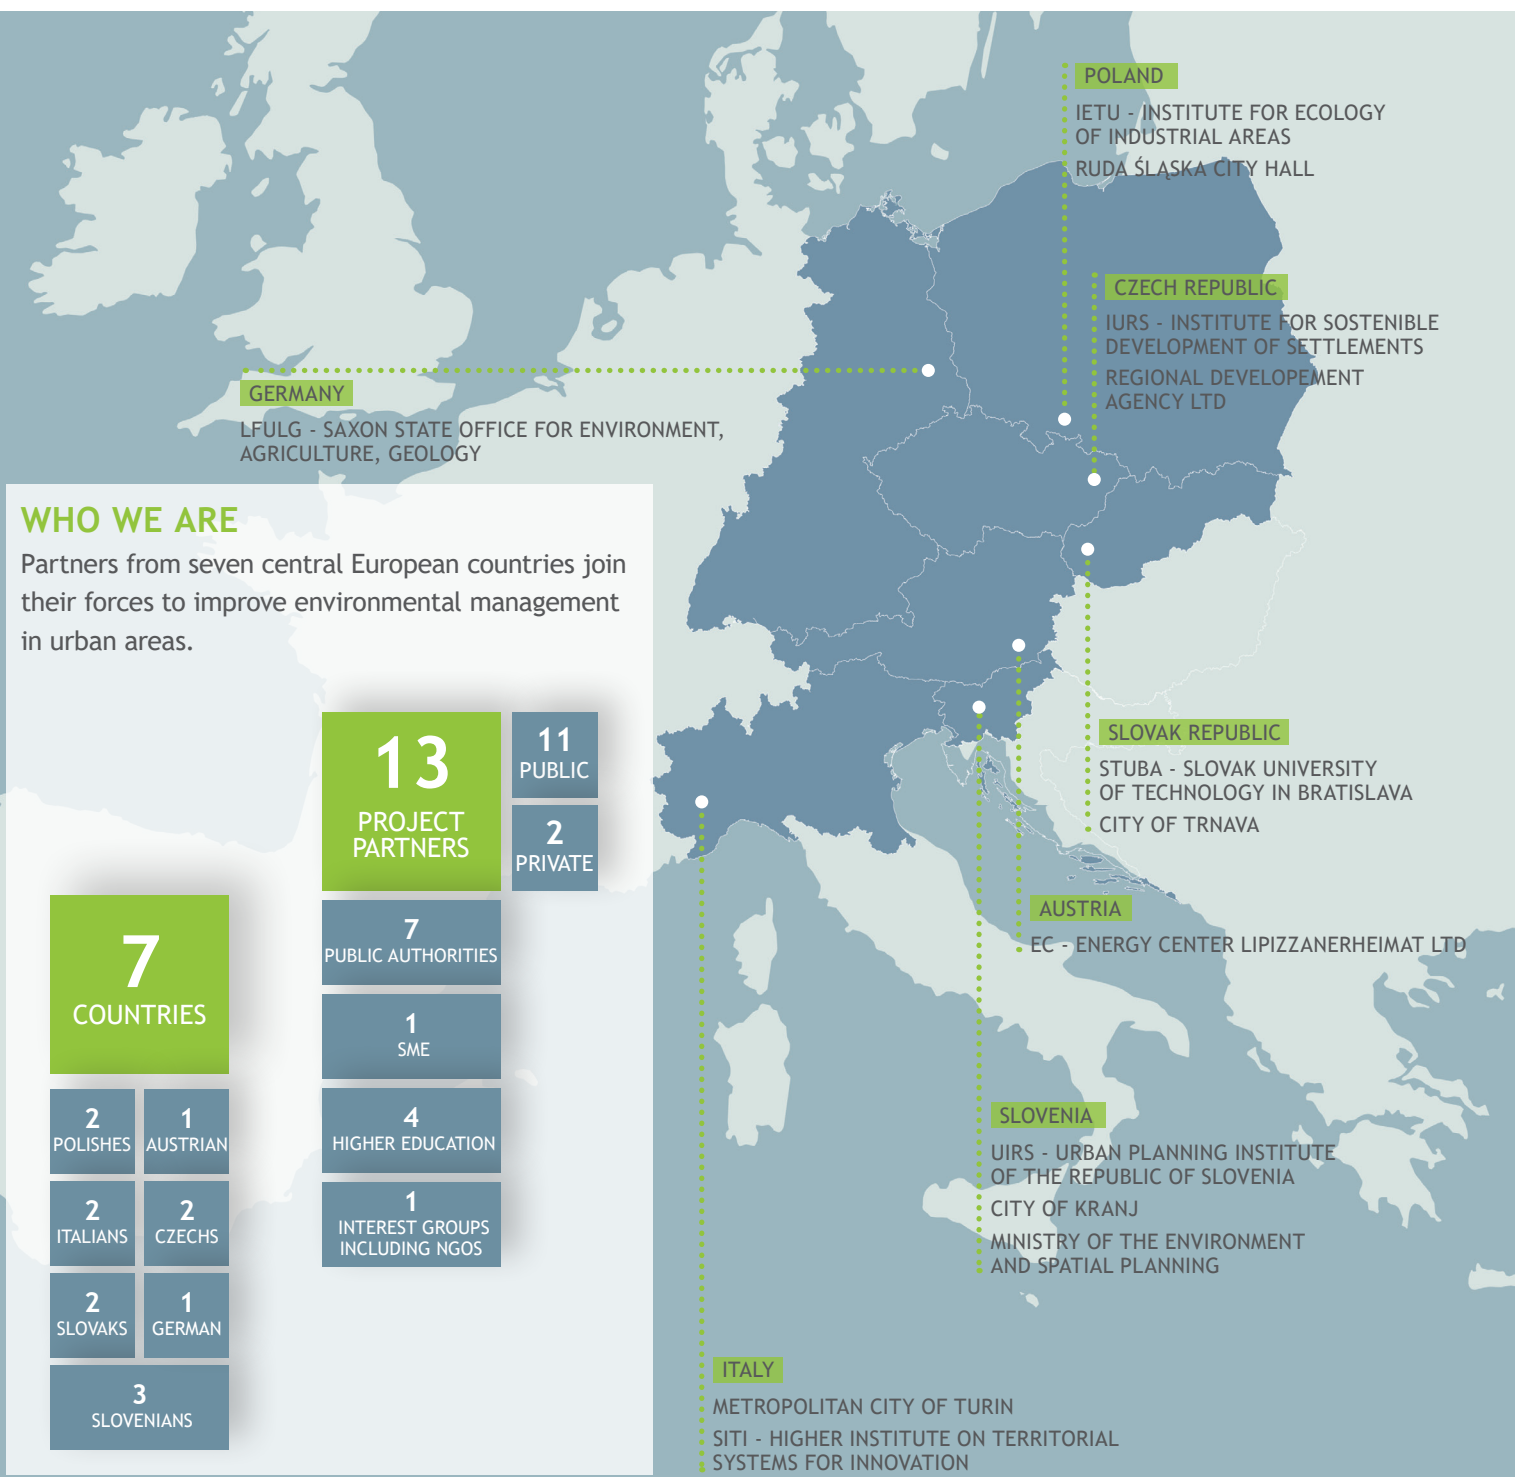 POLAND
IETU - INSTITUTE FOR ECOLOGY
OF INDUSTRIAL AREAS
RUDA ŚLĄSKA CITY HALL
CZECH REPUBLIC
IURS - INSTITUTE FOR SOSTENIBLE
DEVELOPMENT OF SETTLEMENTS
REGIONAL DEVELOPEMENT
AGENCY LTD
GERMANY
LFULG - SAXON STATE OFFICE FOR ENVIRONMENT,
AGRICULTURE, GEOLOGY
WHO WE ARE
Partners from seven central European countries join
their forces to improve environmental management
in urban areas.
13
PROJECT
PARTNERS
11
PUBLIC
2
PRIVATE
7
PUBLIC AUTHORITIES
1
SME
4
HIGHER EDUCATION
1
INTEREST GROUPS
INCLUDING NGOS
7
COUNTRIES
2
POLISHES
1
AUSTRIAN
2
ITALIANS
2
CZECHS
2
SLOVAKS
1
GERMAN
3
SLOVENIANS
SLOVAK REPUBLIC
STUBA - SLOVAK UNIVERSITY
OF TECHNOLOGY IN BRATISLAVA
CITY OF TRNAVA
AUSTRIA
EC - ENERGY CENTER LIPIZZANERHEIMAT LTD
SLOVENIA
UIRS - URBAN PLANNING INSTITUTE
OF THE REPUBLIC OF SLOVENIA
CITY OF KRANJ
MINISTRY OF THE ENVIRONMENT
AND SPATIAL PLANNING
ITALY
METROPOLITAN CITY OF TURIN
SITI - HIGHER INSTITUTE ON TERRITORIAL
SYSTEMS FOR INNOVATION